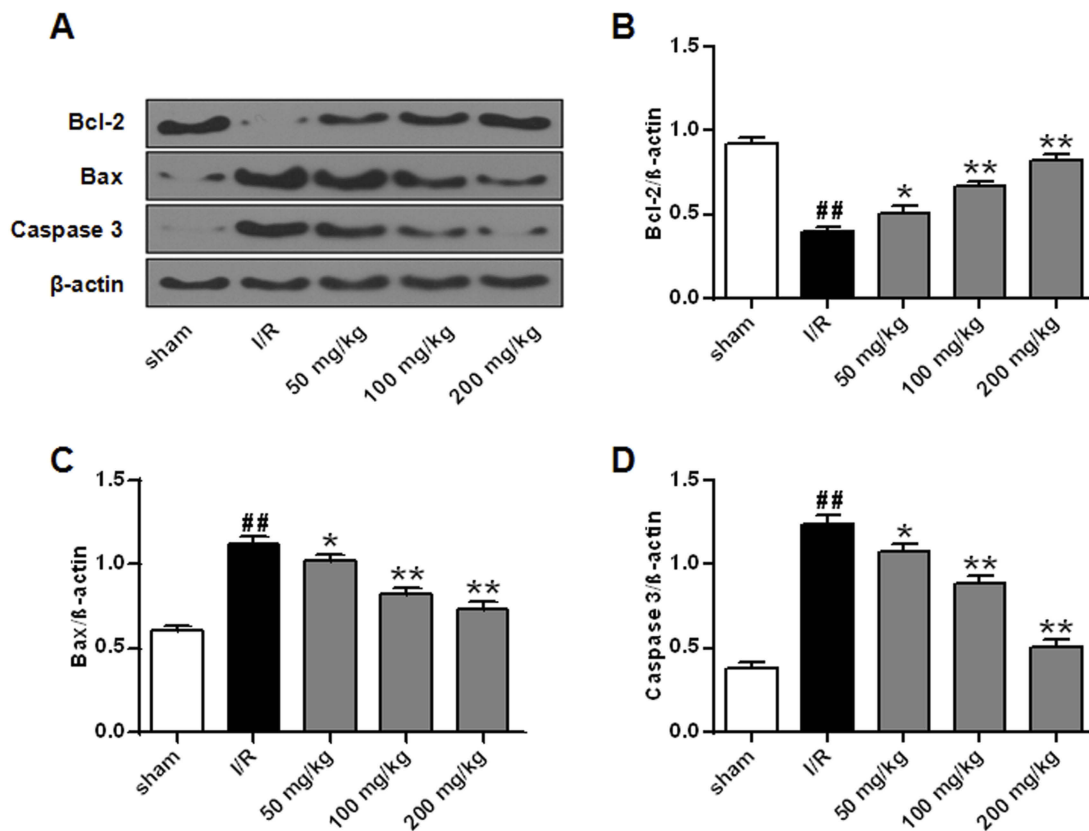 A
Bcl-2
Bax
Caspase 3
β-actin
sham
I/R
50 mg/kg
100 mg/kg
200 mg/kg
B
Bcl-2/ß-actin
1.5
1.0
0.5
0.0
##
*
**
**
sham
I/R
50 mg/kg
100 mg/kg
200 mg/kg
C
Bax/ß-actin
1.5
1.0
0.5
0.0
##
*
**
**
sham
I/R
50 mg/kg
100 mg/kg
200 mg/kg
D
Caspase 3/ß-actin
1.5
1.0
0.5
0.0
##
*
**
**
sham
I/R
50 mg/kg
100 mg/kg
200 mg/kg